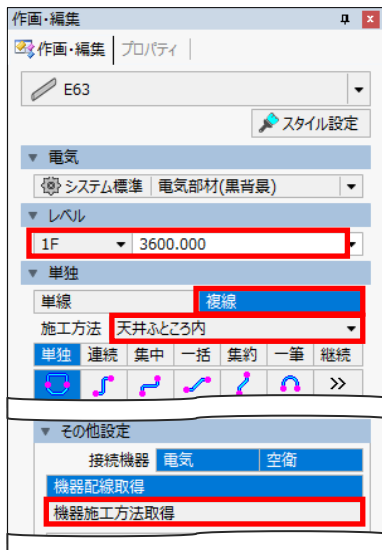 作画・編集
作画・編集 プロパティ
E63
スタイル設定
電気
システム標準 電気部材(黒背景)
レベル
1F 3600.000
単独
単線 複線
施工方法 天井ふところ内
単独 連続 集中 一括 集約 一筆 継続
その他設定
接続機器 電気 空衛
機器配線取得
機器施工方法取得